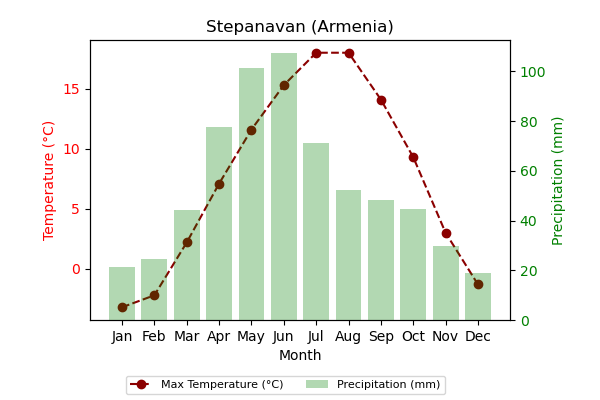 Stepanavan (Armenia)
15
10
5
0
Temperature (°C)
100
80
60
40
20
0
Precipitation (mm)
Jan Feb Mar Apr May Jun Jul Aug Sep Oct Nov Dec
Month
Max Temperature (°C) Precipitation (mm)